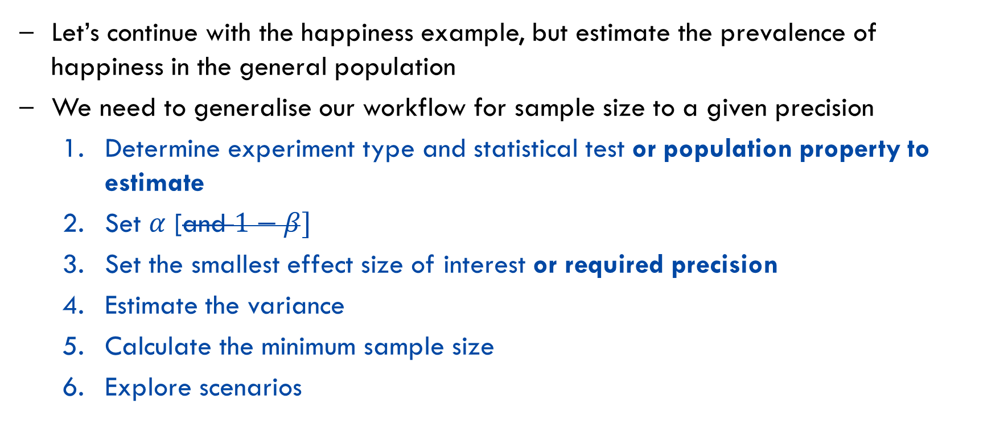 – Let’s continue with the happiness example, but estimate the prevalence of
happiness in the general population
– We need to generalise our workflow for sample size to a given precision
1. Determine experiment type and statistical test or population property to
estimate
2. Set α [and 1 − β]
3. Set the smallest effect size of interest or required precision
4. Estimate the variance
5. Calculate the minimum sample size
6. Explore scenarios